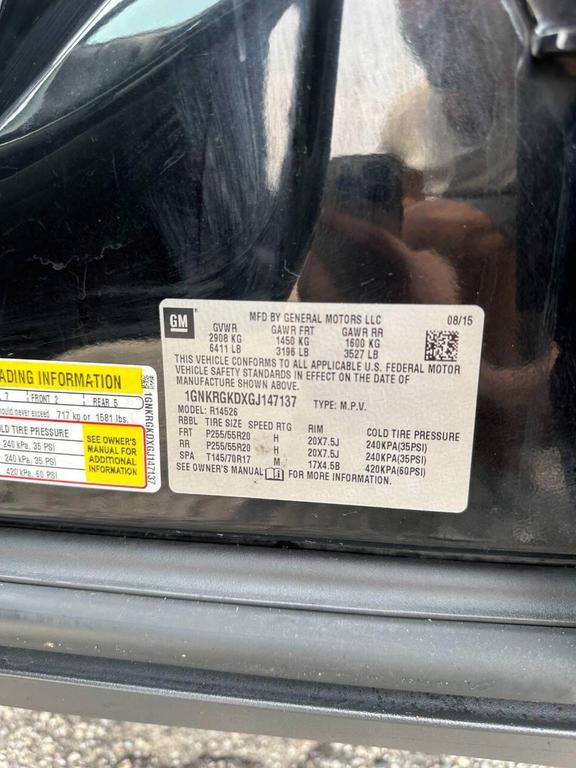 GM
MFD BY GENERAL MOTORS LLC 08/15
GVWR GAWR FRT GAWR RR
2908 KG 1450 KG 1600 KG
6411 LB 3196 LB 3527 LB
THIS VEHICLE CONFORMS TO ALL APPLICABLE U.S. FEDERAL MOTOR
VEHICLE SAFETY STANDARDS IN EFFECT ON THE DATE OF
MANUFACTURE SHOWN ABOVE.
1GNKRGKDXGJ147137 TYPE: M.P.V.
MODEL: R14526
RBBL TIRE SIZE SPEED RTG RIM COLD TIRE PRESSURE
FRT P255/55R20 H 20X7.5J 240KPA(35PSI)
RR P255/55R20 H 20X7.5J 240KPA(35PSI)
SPA T145/70R17 M 17X4.5B 420KPA(60PSI)
SEE OWNER'S MANUAL FOR MORE INFORMATION.
ADING INFORMATION
7 FRONT 2 REAR 5
ould never exceed 717 kg or 1581 lbs.
OLD TIRE PRESSURE
240 kPa, 35 PSI
240 kPa, 35 PSI
420 kPa, 60 PSI
SEE OWNER'S
MANUAL FOR
ADDITIONAL
INFORMATION
1GNKRGKDXGJ147137